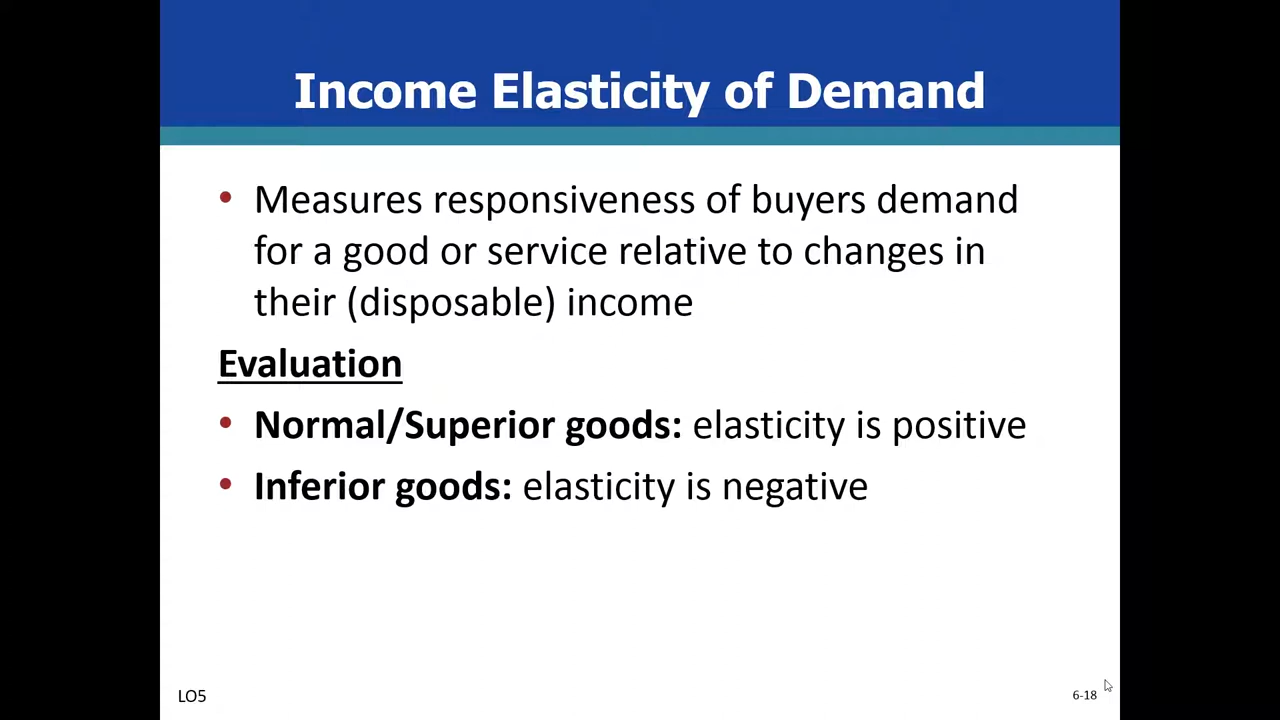 Income Elasticity of Demand
• Measures responsiveness of buyers demand
for a good or service relative to changes in
their (disposable) income
Evaluation
• Normal/Superior goods: elasticity is positive
• Inferior goods: elasticity is negative
LO5
6-18